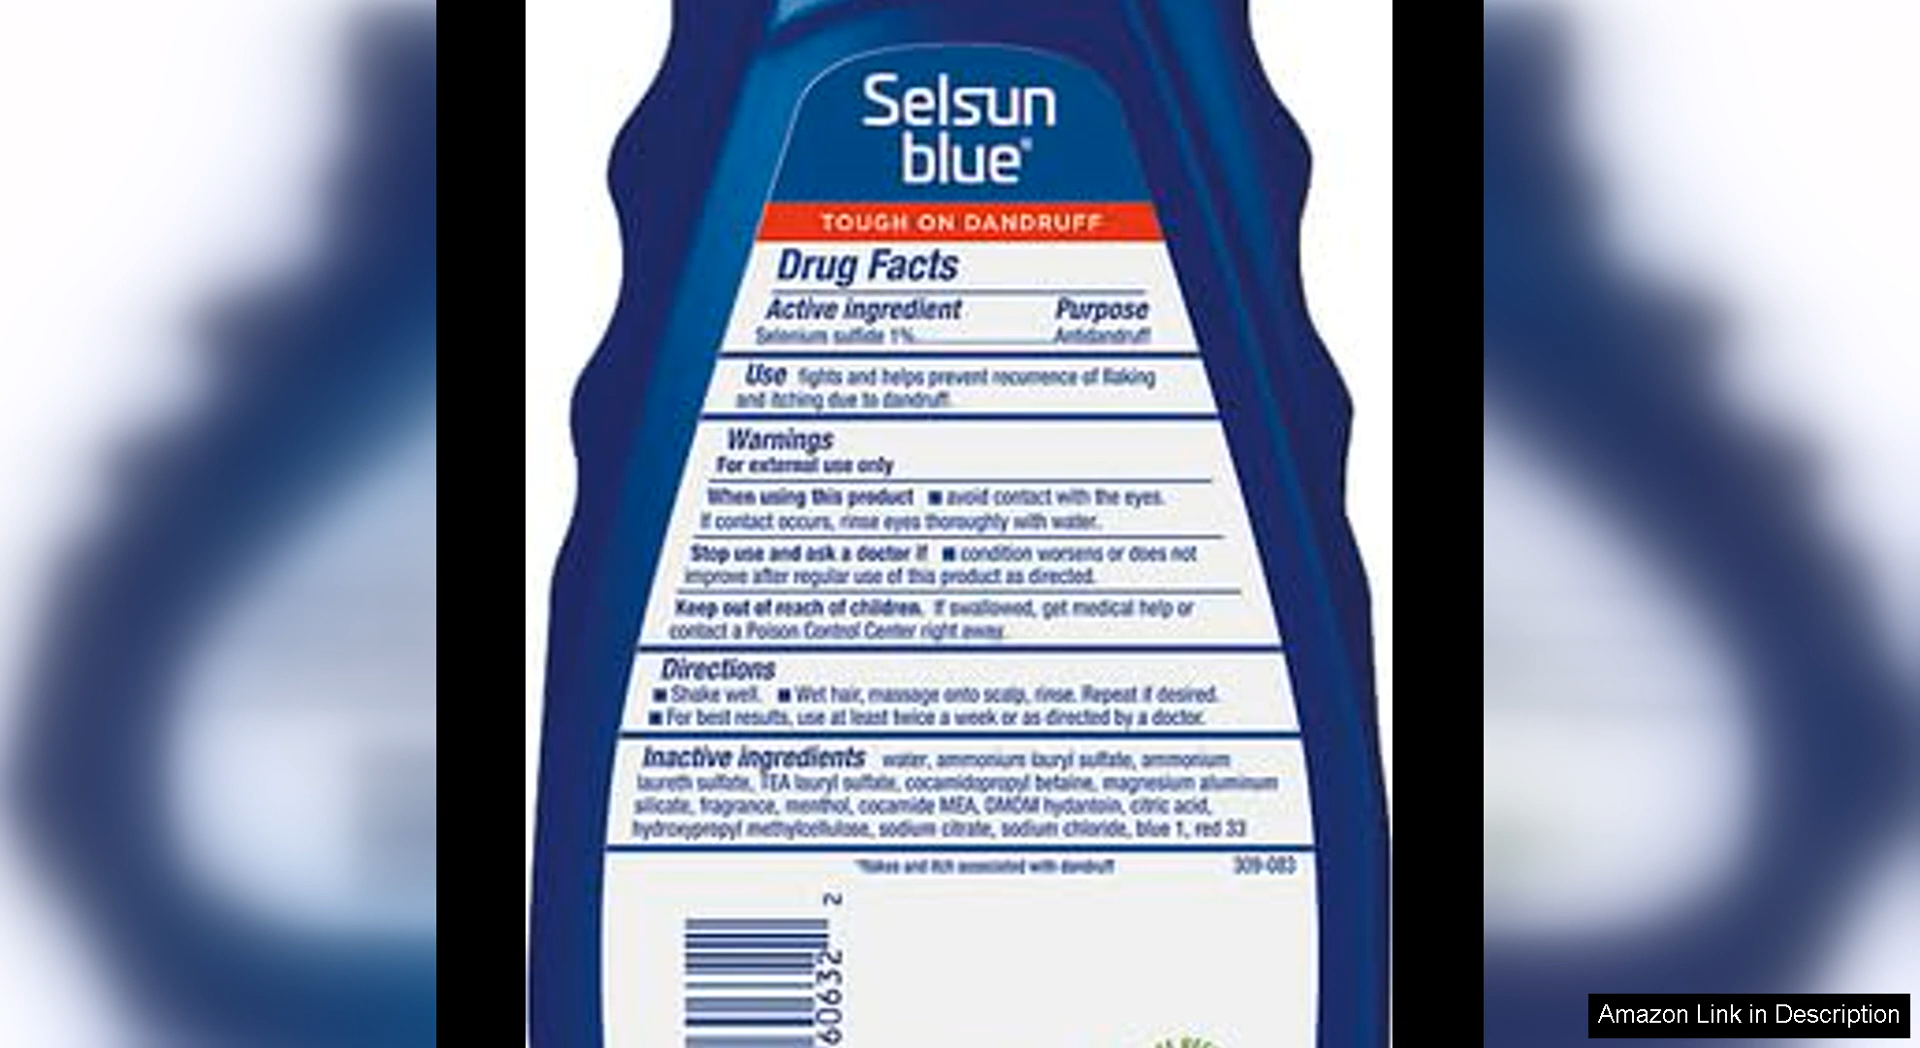 Selsun
blue®
TOUGH ON DANDRUFF
Drug Facts
Active ingredient Purpose
Selenium sulfide 1% Antidandruff
Use fights and helps prevent recurrence of flaking
and itching due to dandruff.
Warnings
For external use only
When using this product ■ avoid contact with the eyes.
If contact occurs, rinse eyes thoroughly with water.
Stop use and ask a doctor if ■ condition worsens or does not
improve after regular use of this product as directed.
Keep out of reach of children. If swallowed, get medical help or
contact a Poison Control Center right away.
Directions
■ Shake well. ■ Wet hair, massage onto scalp, rinse. Repeat if desired.
■ For best results, use at least twice a week or as directed by a doctor.
Inactive ingredients water, ammonium lauryl sulfate, ammonium
laureth sulfate, TEA lauryl sulfate, cocamidopropyl betaine, magnesium aluminum
silicate, fragrance, menthol, cocamide MEA, DMDM hydantoin, citric acid,
hydroxypropyl methylcellulose, sodium citrate, sodium chloride, blue 1, red 33
*flakes and itch associated with dandruff 309-083
2
60632
Amazon Link in Description